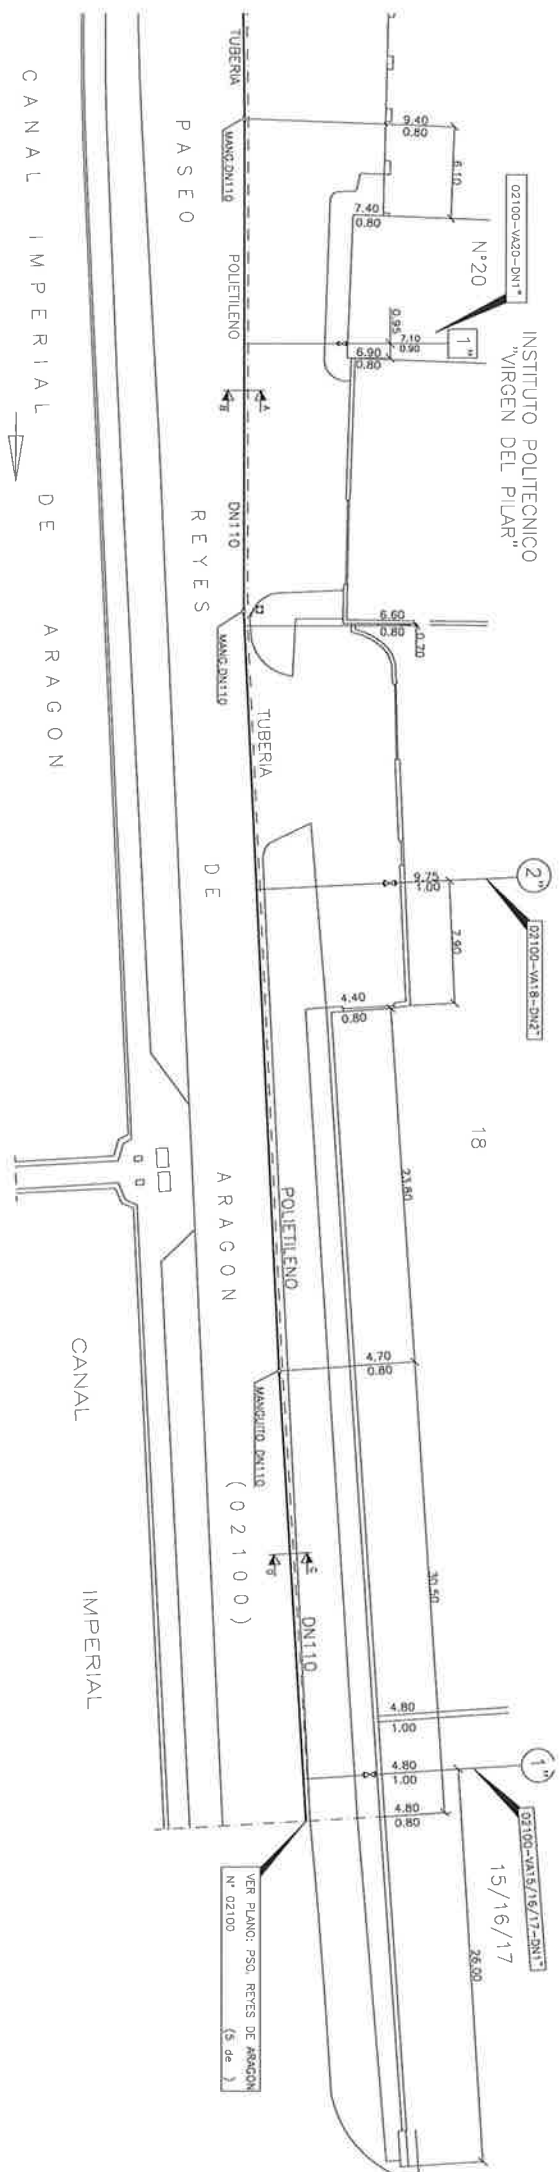 INSTITUTO POLITECNICO
"VIRGEN DEL PILAR"
02100-VA20-DN1"
Nº20
1"
7.10
0.90
0.95
6.10
9.40
0.80
7.40
0.80
6.90
0.80
6.60
0.80
0.70
2"
02100-VA18-DN2"
9.75
1.00
7.90
4.40
0.80
18
23.80
4.70
0.80
30.50
4.80
1.00
1"
02100-VA15/16/17-DN1"
4.80
1.00
4.80
0.80
15/16/17
26.00
TUBERIA
MANG.DN110
POLIETILENO
A
B
DN110
MANG.DN110
TUBERIA
POLIETILENO
MANGUITO DN110
C
D
DN110
VER PLANO: PSO. REYES DE ARAGON
Nº 02100 (5 de )
PASEO REYES DE ARAGON (02100)
CANAL IMPERIAL DE ARAGON
CANAL IMPERIAL